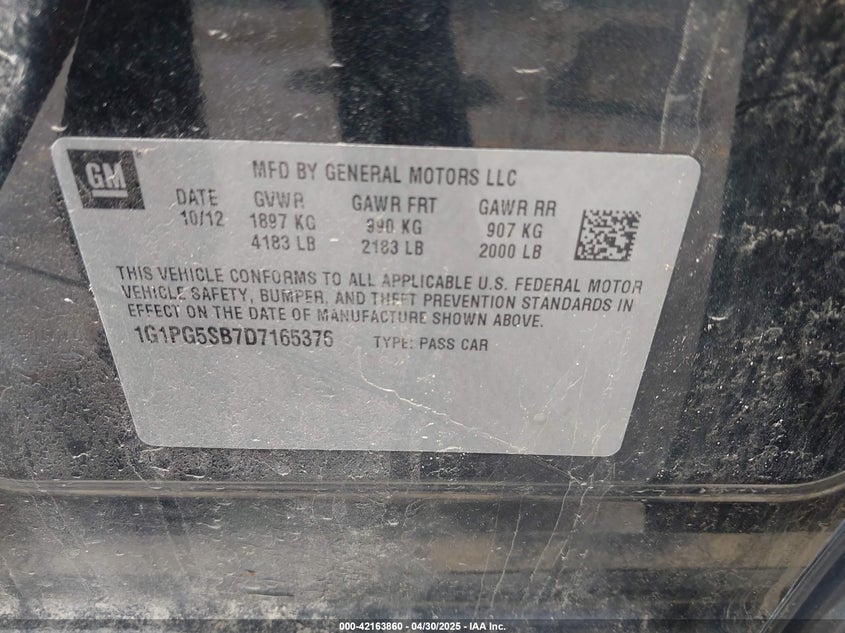 GM
MFD BY GENERAL MOTORS LLC
DATE GVWR GAWR FRT GAWR RR
10/12 1897 KG 990 KG 907 KG
4183 LB 2183 LB 2000 LB
THIS VEHICLE CONFORMS TO ALL APPLICABLE U.S. FEDERAL MOTOR
VEHICLE SAFETY, BUMPER, AND THEFT PREVENTION STANDARDS IN
EFFECT ON THE DATE OF MANUFACTURE SHOWN ABOVE.
1G1PG5SB7D7165376 TYPE: PASS CAR
000-42163860 - 04/30/2025 - IAA Inc.